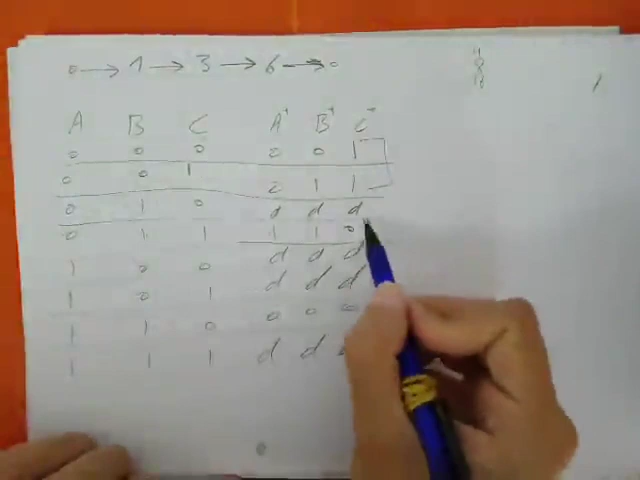 0 → 1 → 3 → 6 → 0
A B C A⁺ B⁺ C⁺
0 0 0 0 0 1
0 0 1 0 1 1
0 1 0 d d d
0 1 1 1 1 0
1 0 0 d d d
1 0 1 d d d
1 1 0 0 0 0
1 1 1 d d